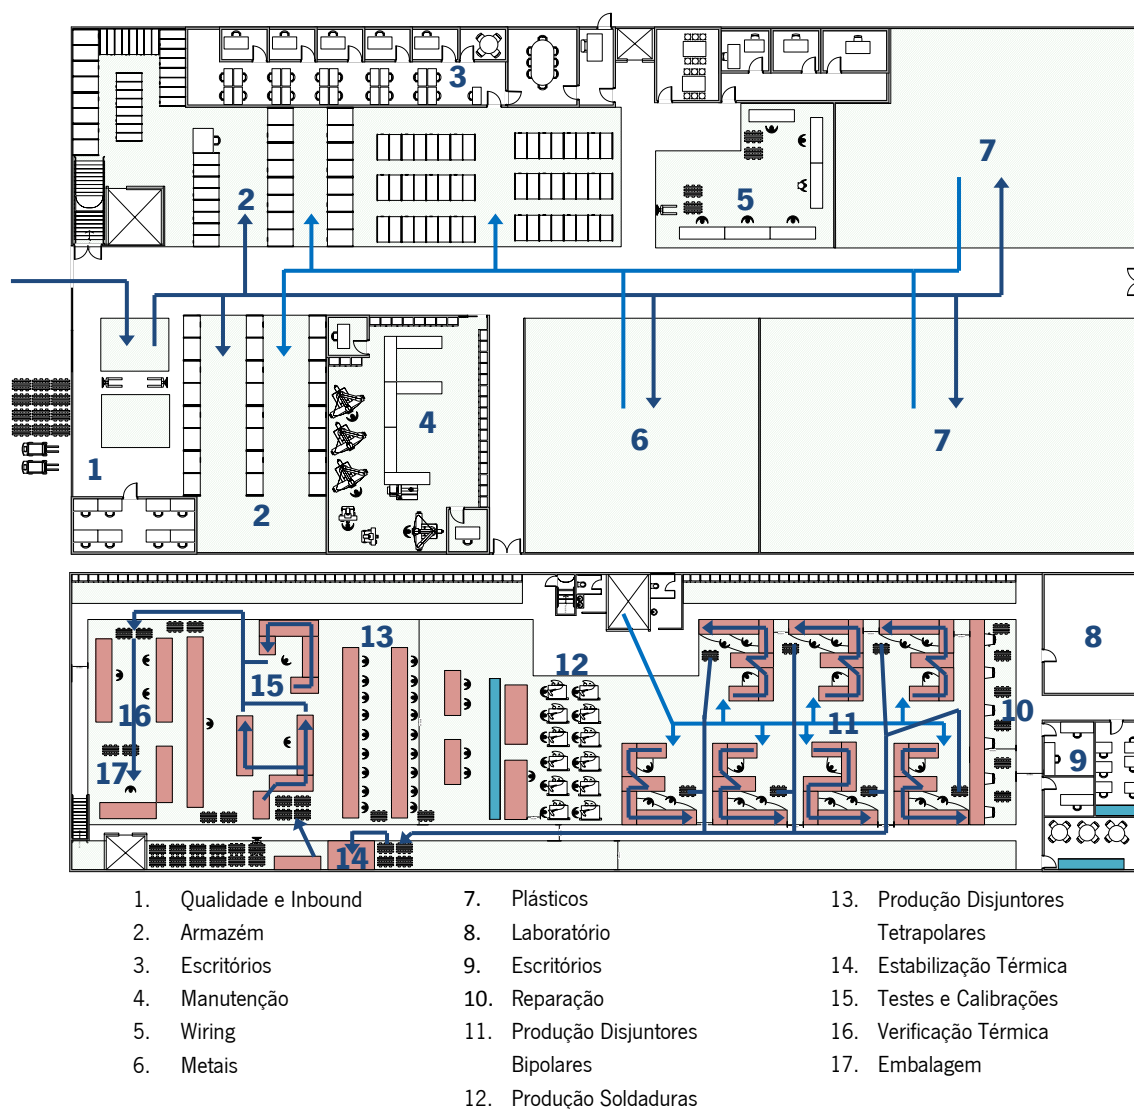 3
7
2
5
4
6
7
1
2
13
8
12
15
16
11
10
17
9
14
1. Qualidade e Inbound
2. Armazém
3. Escritórios
4. Manutenção
5. Wiring
6. Metais
7. Plásticos
8. Laboratório
9. Escritórios
10. Reparação
11. Produção Disjuntores
Bipolares
12. Produção Soldaduras
13. Produção Disjuntores
Tetrapolares
14. Estabilização Térmica
15. Testes e Calibrações
16. Verificação Térmica
17. Embalagem